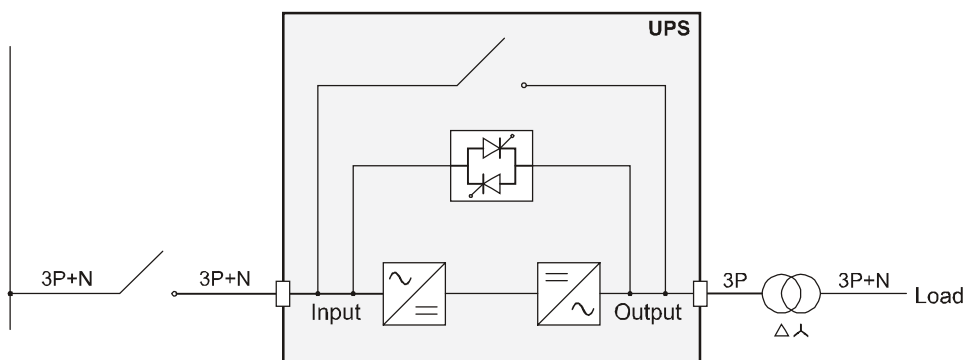 UPS
3P+N
3P+N
Input
Output
3P
3P+N
Load